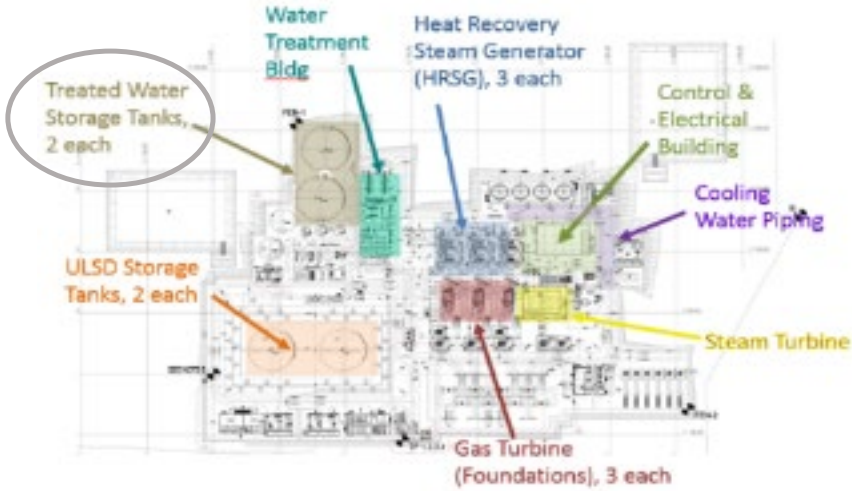 Water
Treatment
Bldg
Heat Recovery
Steam Generator
(HRSG), 3 each
Treated Water
Storage Tanks,
2 each
Control &
Electrical
Building
Cooling
Water Piping
ULSD Storage
Tanks, 2 each
Steam Turbine
Gas Turbine
(Foundations), 3 each